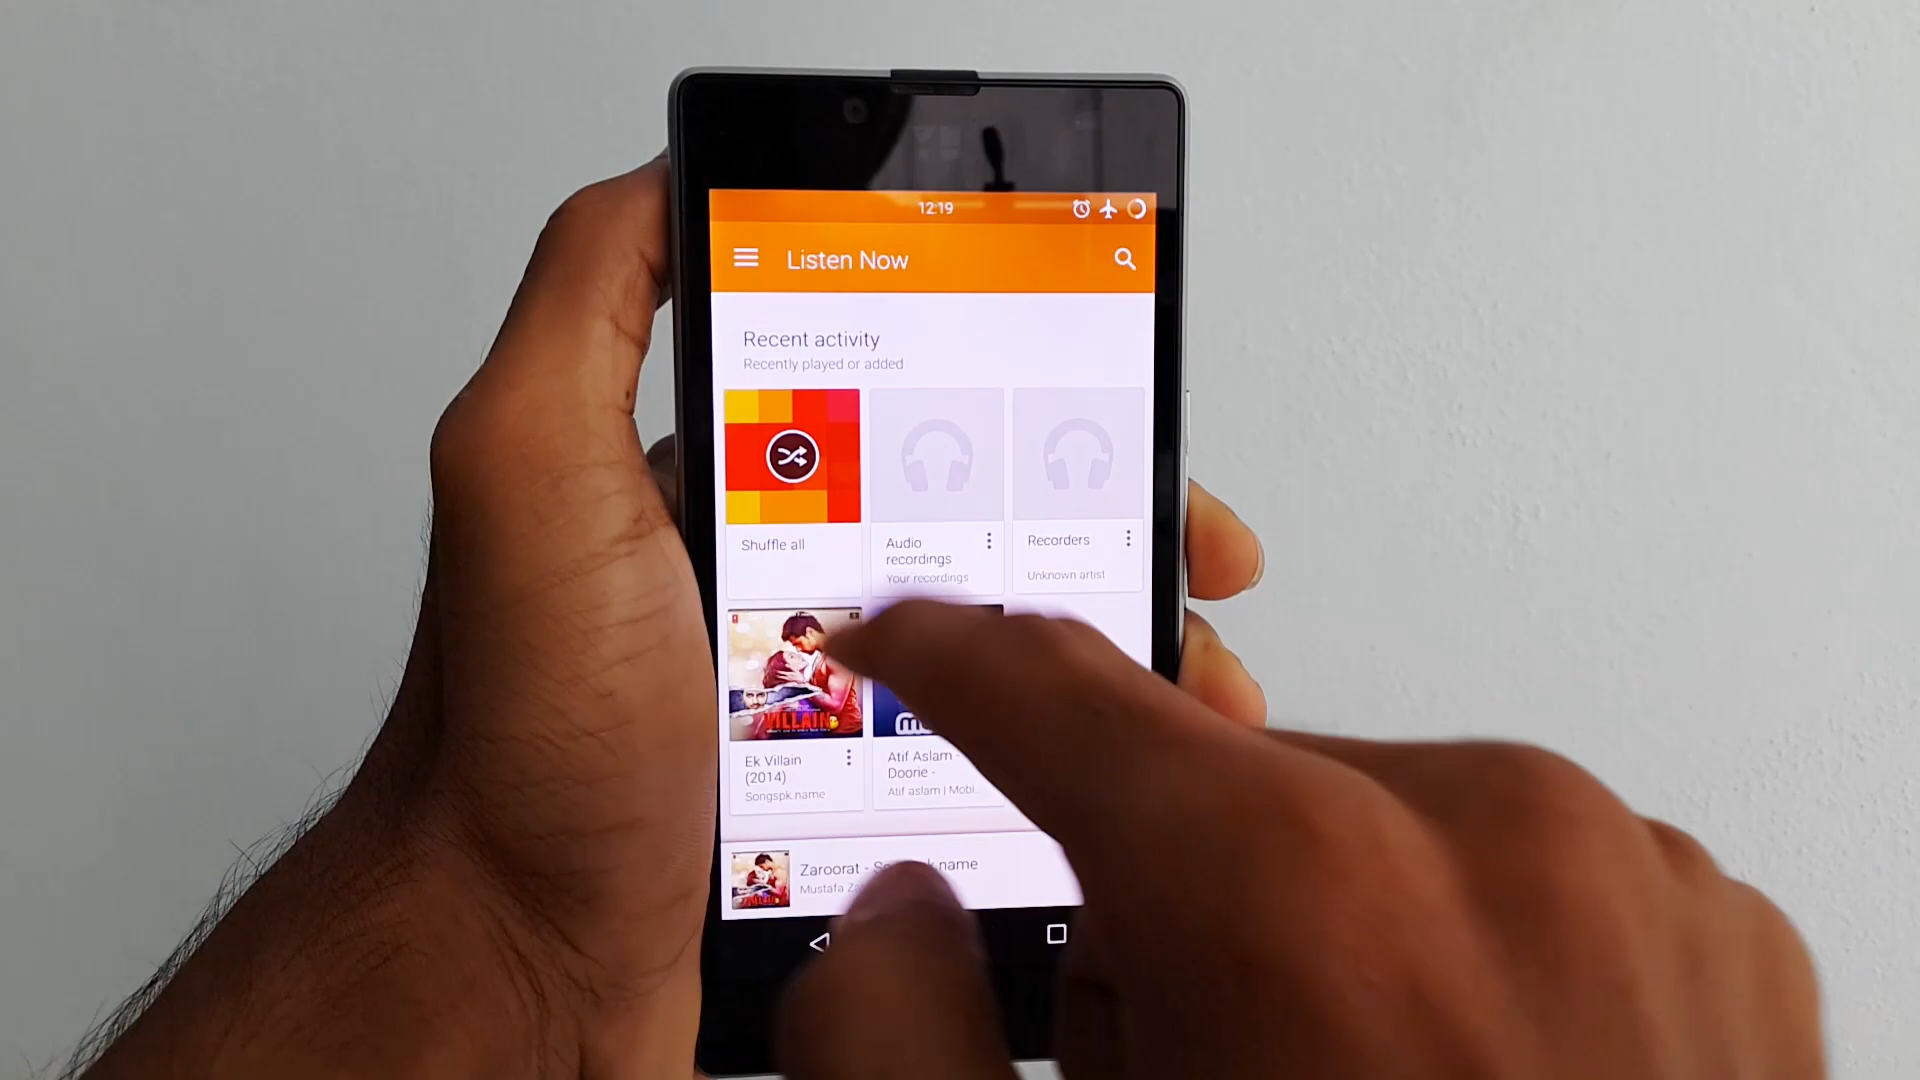 12:19
Listen Now
Recent activity
Recently played or added
Shuffle all
Audio
recordings
Your recordings
Recorders
Unknown artist
VILLAIN
Ek Villain
(2014)
Songspk.name
Atif Aslam -
Doorie -
Atif aslam | Mobi..
Zaroorat - name
Mustafa